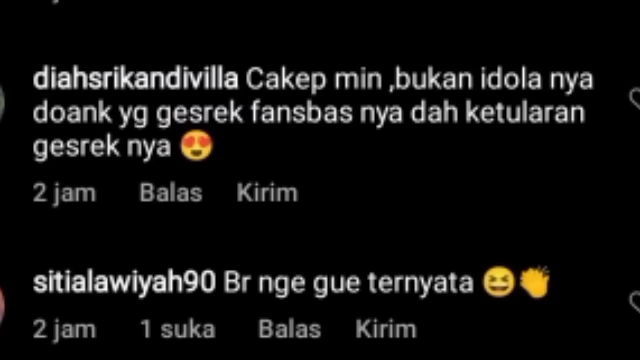 diahsrikandivilla Cakep min ,bukan idola nya
doank yg gesrek fansbas nya dah ketularan
gesrek nya 😍
2 jam Balas Kirim
sitialawiyah90 Br nge gue ternyata 😆👏
2 jam 1 suka Balas Kirim